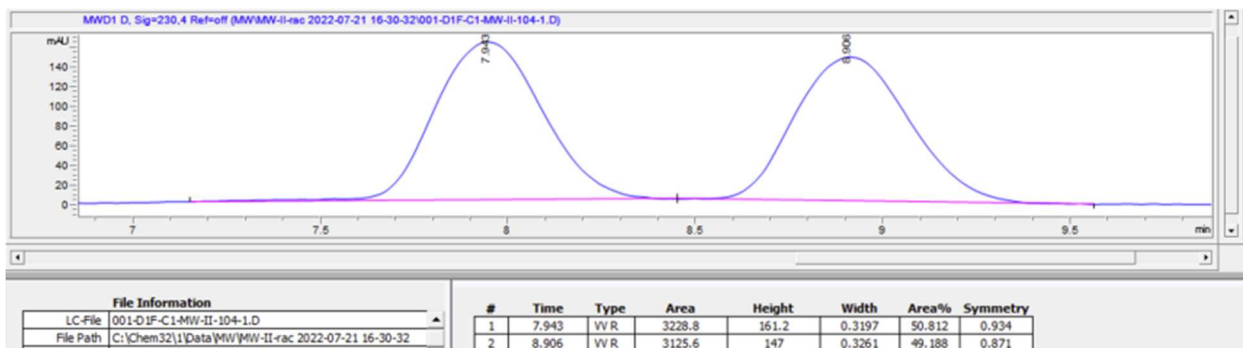 MWD1 D, Sig=230,4 Ref=off (MW\MW-II-rac 2022-07-21 16-30-32\001-D1F-C1-MW-II-104-1.D)
mAU
140
120
100
80
60
40
20
0
7.943
8.906
7 7.5 8 8.5 9 9.5 min
File Information
LC-File 001-D1F-C1-MW-II-104-1.D
File Path C:\Chem32\1\Data\MW\MW-II-rac 2022-07-21 16-30-32
# Time Type Area Height Width Area% Symmetry
1 7.943 VV R 3228.8 161.2 0.3197 50.812 0.934
2 8.906 VV R 3125.6 147 0.3261 49.188 0.871